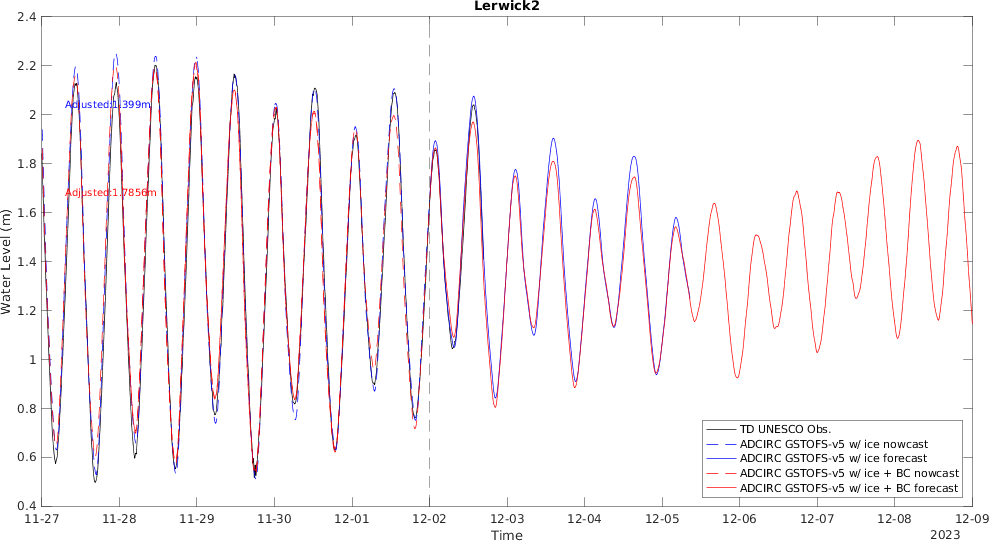 Lerwick2
2.4
2.2
2
1.8
1.6
1.4
1.2
1
0.8
0.6
0.4
Water Level (m)
Adjusted:1.399m
Adjusted:1.7856m
TD UNESCO Obs.
ADCIRC GSTOFS-v5 w/ ice nowcast
ADCIRC GSTOFS-v5 w/ ice forecast
ADCIRC GSTOFS-v5 w/ ice + BC nowcast
ADCIRC GSTOFS-v5 w/ ice + BC forecast
11-27 11-28 11-29 11-30 12-01 12-02 12-03 12-04 12-05 12-06 12-07 12-08 12-09
Time
2023